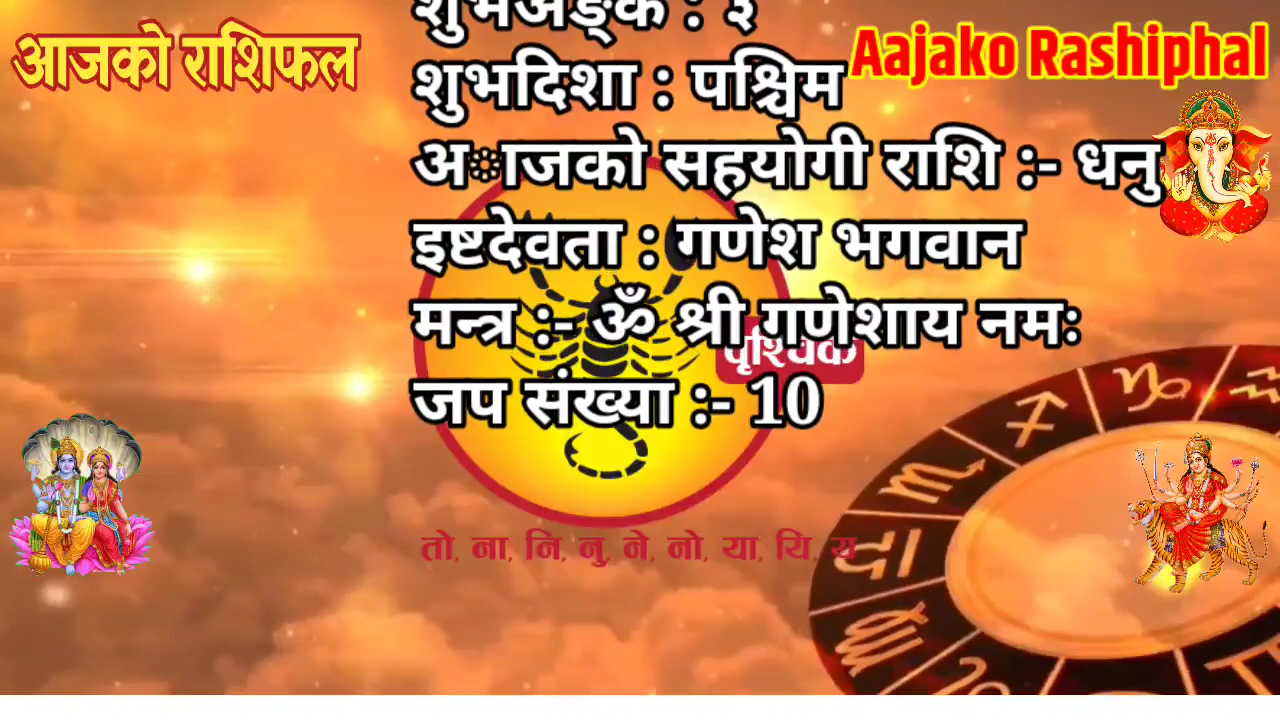 आजको राशिफल
Aajako Rashiphal
शुभअङ्क : ३
शुभदिशा : पश्चिम
अाजको सहयोगी राशि :- धनु
इष्टदेवता : गणेश भगवान
मन्त्र :- ॐ श्री गणेशाय नमः
वृश्चिक
जप संख्या :- 10
तो, ना, नि, नु, ने, नो, या, यि,